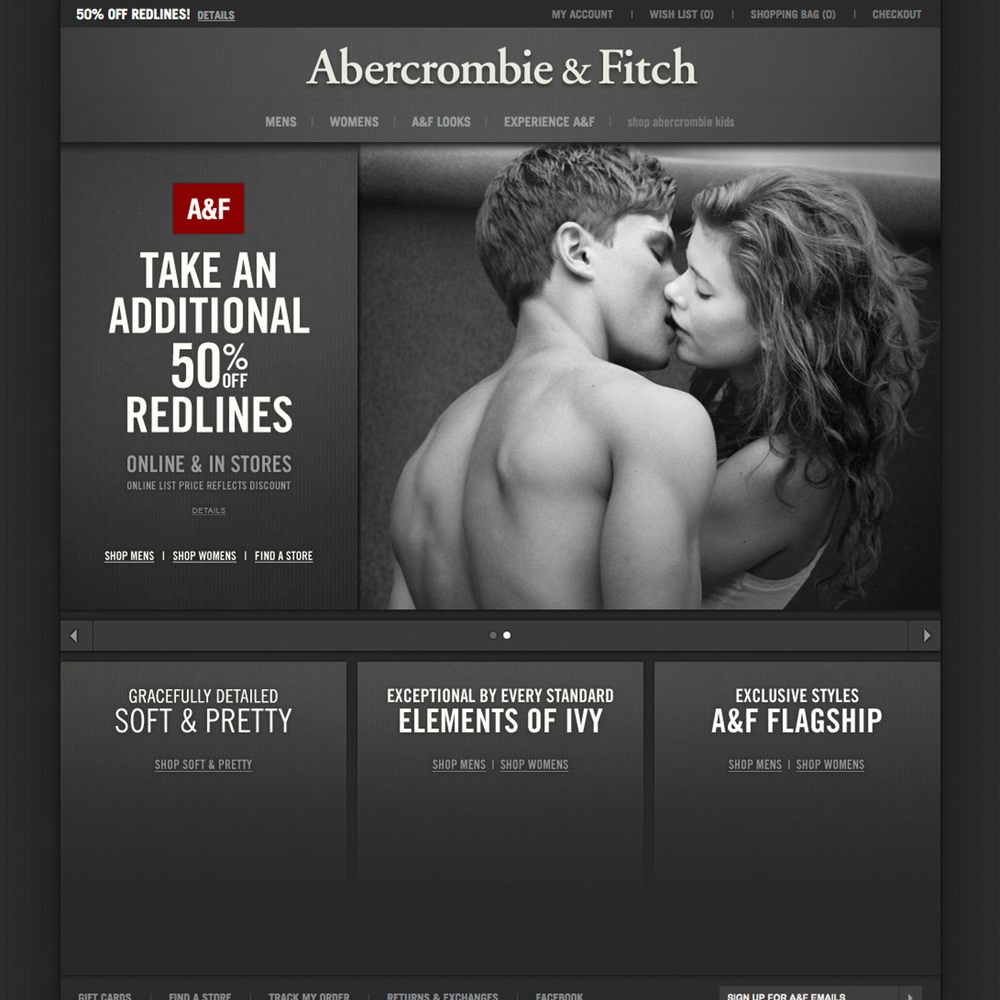 50% OFF REDLINES! DETAILS
MY ACCOUNT | WISH LIST (0) | SHOPPING BAG (0) | CHECKOUT
Abercrombie & Fitch
MENS | WOMENS | A&F LOOKS | EXPERIENCE A&F | shop abercrombie kids
A&F
TAKE AN
ADDITIONAL
50% OFF
REDLINES
ONLINE & IN STORES
ONLINE LIST PRICE REFLECTS DISCOUNT
DETAILS
SHOP MENS | SHOP WOMENS | FIND A STORE
GRACEFULLY DETAILED
SOFT & PRETTY
SHOP SOFT & PRETTY
EXCEPTIONAL BY EVERY STANDARD
ELEMENTS OF IVY
SHOP MENS | SHOP WOMENS
EXCLUSIVE STYLES
A&F FLAGSHIP
SHOP MENS | SHOP WOMENS
GIFT CARDS | FIND A STORE | TRACK MY ORDER | RETURNS & EXCHANGES | FACEBOOK
SIGN UP FOR A&F EMAILS